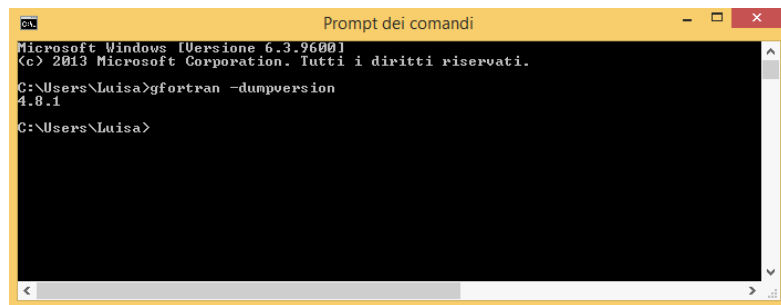 Prompt dei comandi
Microsoft Windows [Versione 6.3.9600]
(c) 2013 Microsoft Corporation. Tutti i diritti riservati.
C:\Users\Luisa>gfortran -dumpversion
4.8.1
C:\Users\Luisa>